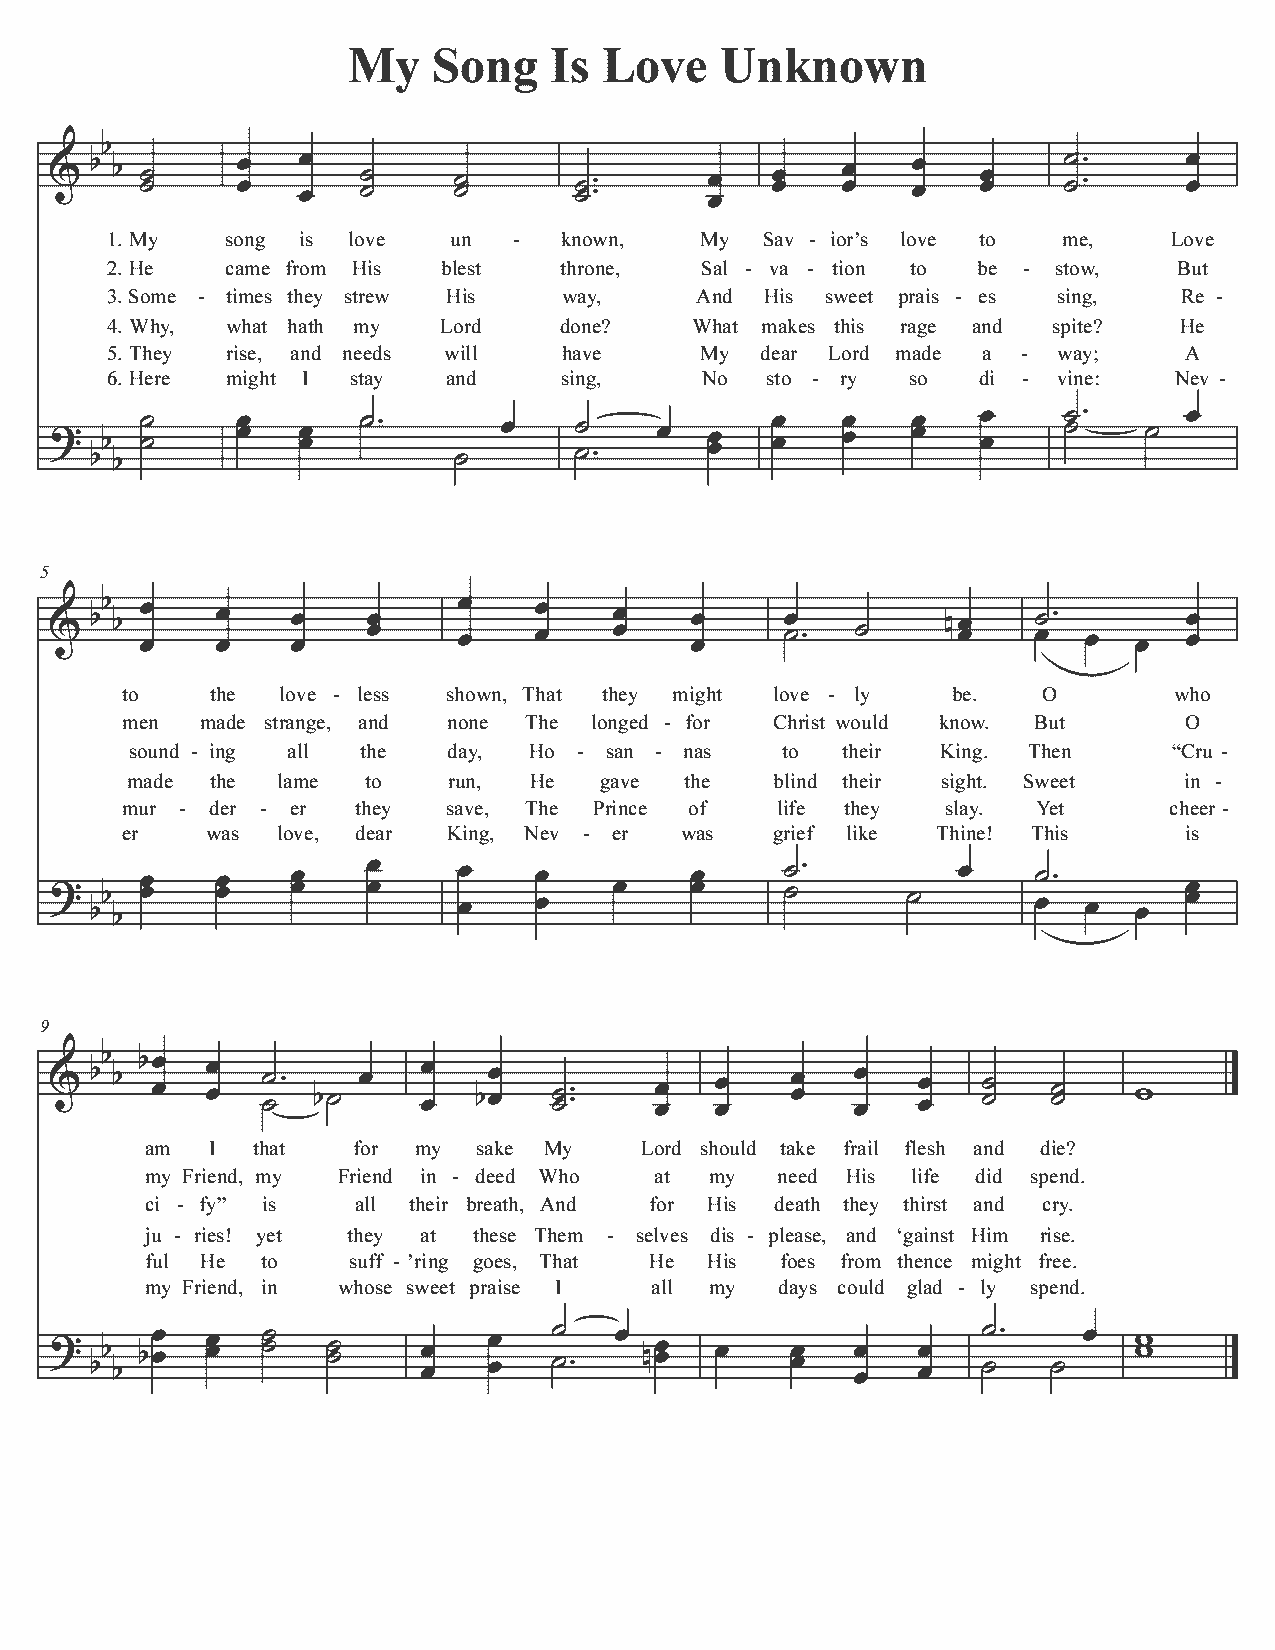 My Song Is Love Unknown
1. My song is love un - known, My Sav - ior’s love to me, Love
2. He came from His blest throne, Sal - va - tion to be - stow, But
3. Some - times they strew His way, And His sweet prais - es sing, Re -
4. Why, what hath my Lord done? What makes this rage and spite? He
5. They rise, and needs will have My dear Lord made a - way; A
6. Here might I stay and sing, No sto - ry so di - vine: Nev -
5
to the love - less shown, That they might love - ly be. O who
men made strange, and none The longed - for Christ would know. But O
sound - ing all the day, Ho - san - nas to their King. Then “Cru -
made the lame to run, He gave the blind their sight. Sweet in -
mur - der - er they save, The Prince of life they slay. Yet cheer -
er was love, dear King, Nev - er was grief like Thine! This is
9
am I that for my sake My Lord should take frail flesh and die?
my Friend, my Friend in - deed Who at my need His life did spend.
ci - fy” is all their breath, And for His death they thirst and cry.
ju - ries! yet they at these Them - selves dis - please, and ‘gainst Him rise.
ful He to suff - ’ring goes, That He His foes from thence might free.
my Friend, in whose sweet praise I all my days could glad - ly spend.